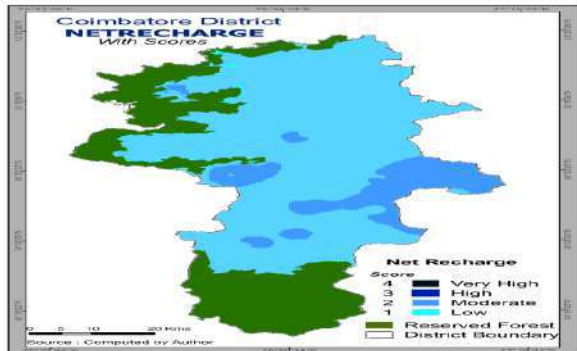 Coimbatore District
NETRECHARGE
With Scores
Net Recharge
Score
4 Very High
3 High
2 Moderate
1 Low
Reserved Forest
District Boundary
0 5 10 20 Kms
Source : Computed by Author